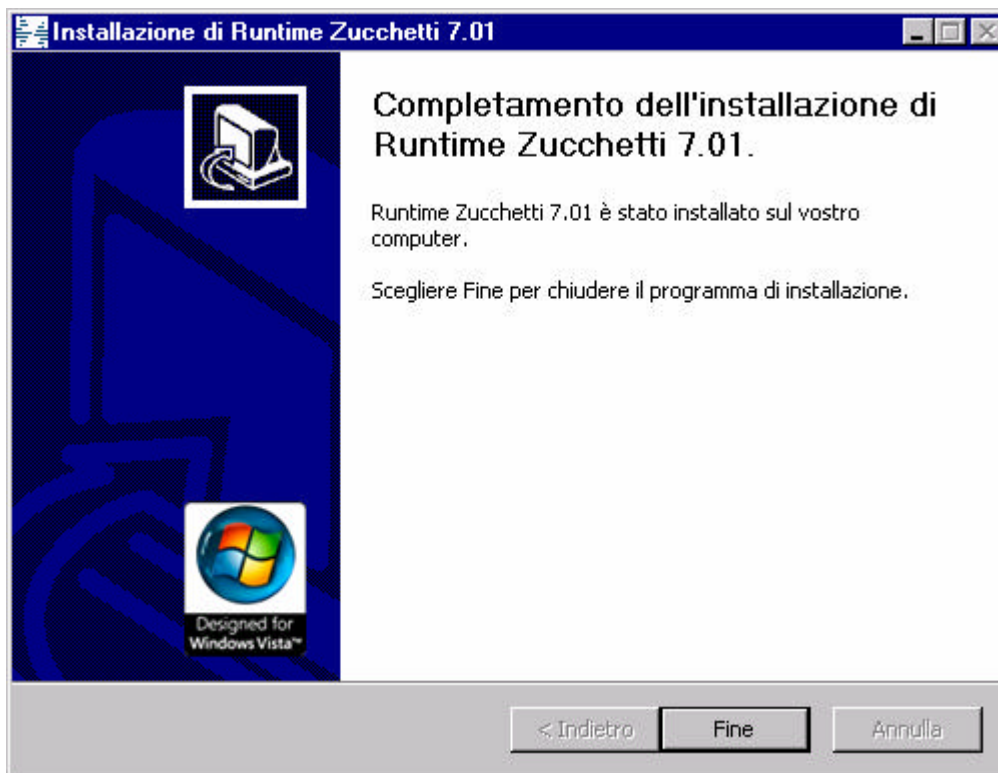 Installazione di Runtime Zucchetti 7.01
Completamento dell'installazione di
Runtime Zucchetti 7.01.
Runtime Zucchetti 7.01 è stato installato sul vostro
computer.
Scegliere Fine per chiudere il programma di installazione.
Designed for
Windows Vista™
< Indietro
Fine
Annulla